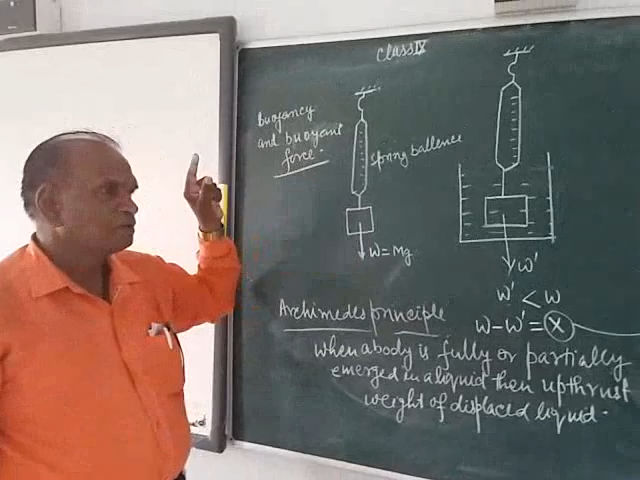 Class IX
buoyancy
and buoyant
force.
spring ballence
W=Mg
W'
W' < W
W-W' = X
Archimedes principle
when a body is fully or partially
emerged in a liquid then upthrust
weight of displaced liquid.